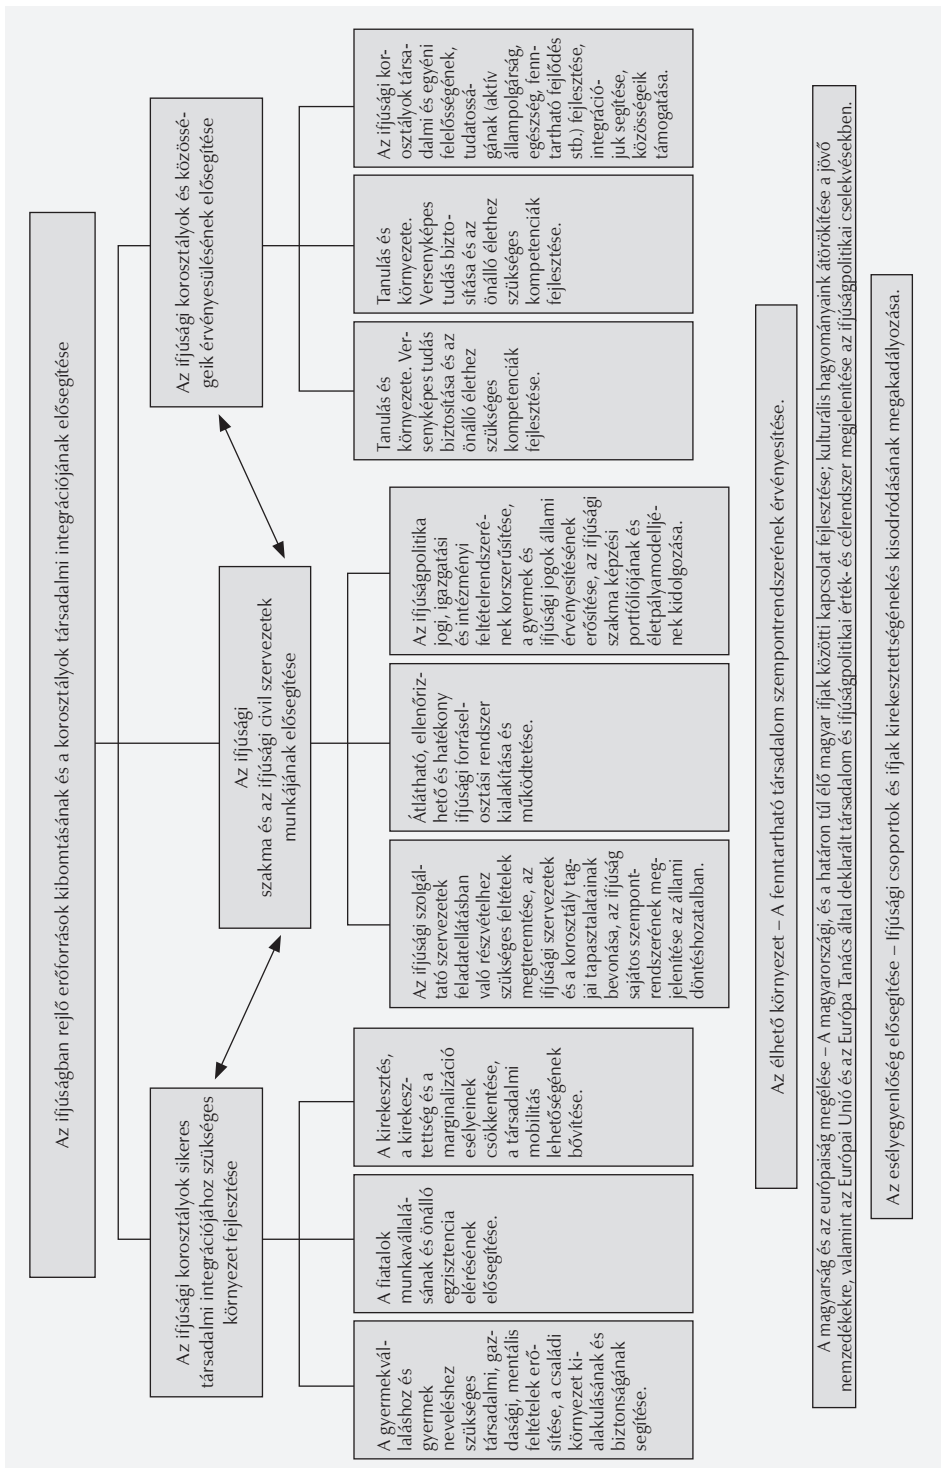 Az ifjúságban rejlő erőforrások kibomtásának és a korosztályok társadalmi integrációjának elősegítése
Az ifjúsági korosztályok sikeres
társadalmi integrációjához szükséges
környezet fejlesztése
Az ifjúsági
szakma és az ifjúsági civil szervezetek
munkájának elősegítése
Az ifjúsági korosztályok és közössé-
geik érvényesülésének elősegítése
A gyermekvál-
laláshoz és
gyermek
neveléshez
szükséges
társadalmi, gaz-
dasági, mentális
feltételek erő-
sítése, a családi
környezet ki-
alakulásának és
biztonságának
segítése.
A fiatalok
munkavállalá-
sának és önálló
egzisztencia
elérésének
elősegítése.
A kirekesztés,
a kirekesz-
tettség és a
marginalizáció
esélyeinek
csökkentése,
a társadalmi
mobilitás
lehetőségének
bővítése.
Az ifjúsági szolgál-
tató szervezetek
feladatellátásban
való részvételhez
szükséges feltételek
megteremtése, az
ifjúsági szervezetek
és a korosztály tag-
jai tapasztalatainak
bevonása, az ifjúság
sajátos szempont-
rendszerének meg-
jelenítése az állami
döntéshozatalban.
Átlátható, ellenőriz-
hető és hatékony
ifjúsági forrásel-
osztási rendszer
kialakítása és
működtetése.
Az ifjúságpolitika
jogi, igazgatási
és intézményi
feltételrendszeré-
nek korszerűsítése,
a gyermek és
ifjúsági jogok állami
érvényesítésének
erősítése, az ifjúsági
szakma képzési
portfóliójának és
életpályamodelljé-
nek kidolgozása.
Tanulás és
környezete. Ver-
senyképes tudás
biztosítása és az
önálló élethez
szükséges
kompetenciák
fejlesztése.
Tanulás és
környezete.
Versenyképes
tudás bizto-
sítása és az
önálló élethez
szükséges
kompetenciák
fejlesztése.
Az ifjúsági kor-
osztályok társa-
dalmi és egyéni
felelősségének,
tudatossá-
gának (aktív
állampolgárság,
egészség, fenn-
tartható fejlődés
stb.) fejlesztése,
integráció-
juk segítése,
közösségeik
támogatása.
Az élhető környezet – A fenntartható társadalom szempontrendszerének érvényesítése.
A magyarság és az európaiság megélése – A magyarországi, és a határon túl élő magyar ifjak közötti kapcsolat fejlesztése; kulturális hagyományaink átörökítése a jövő
nemzedékekre, valamint az Európai Unió és az Európa Tanács által deklarált társadalom és ifjúságpolitikai érték- és célrendszer megjelenítése az ifjúságpolitikai cselekvésekben.
Az esélyegyenlőség elősegítése – Ifjúsági csoportok és ifjak kirekesztettségének és kisodródásának megakadályozása.